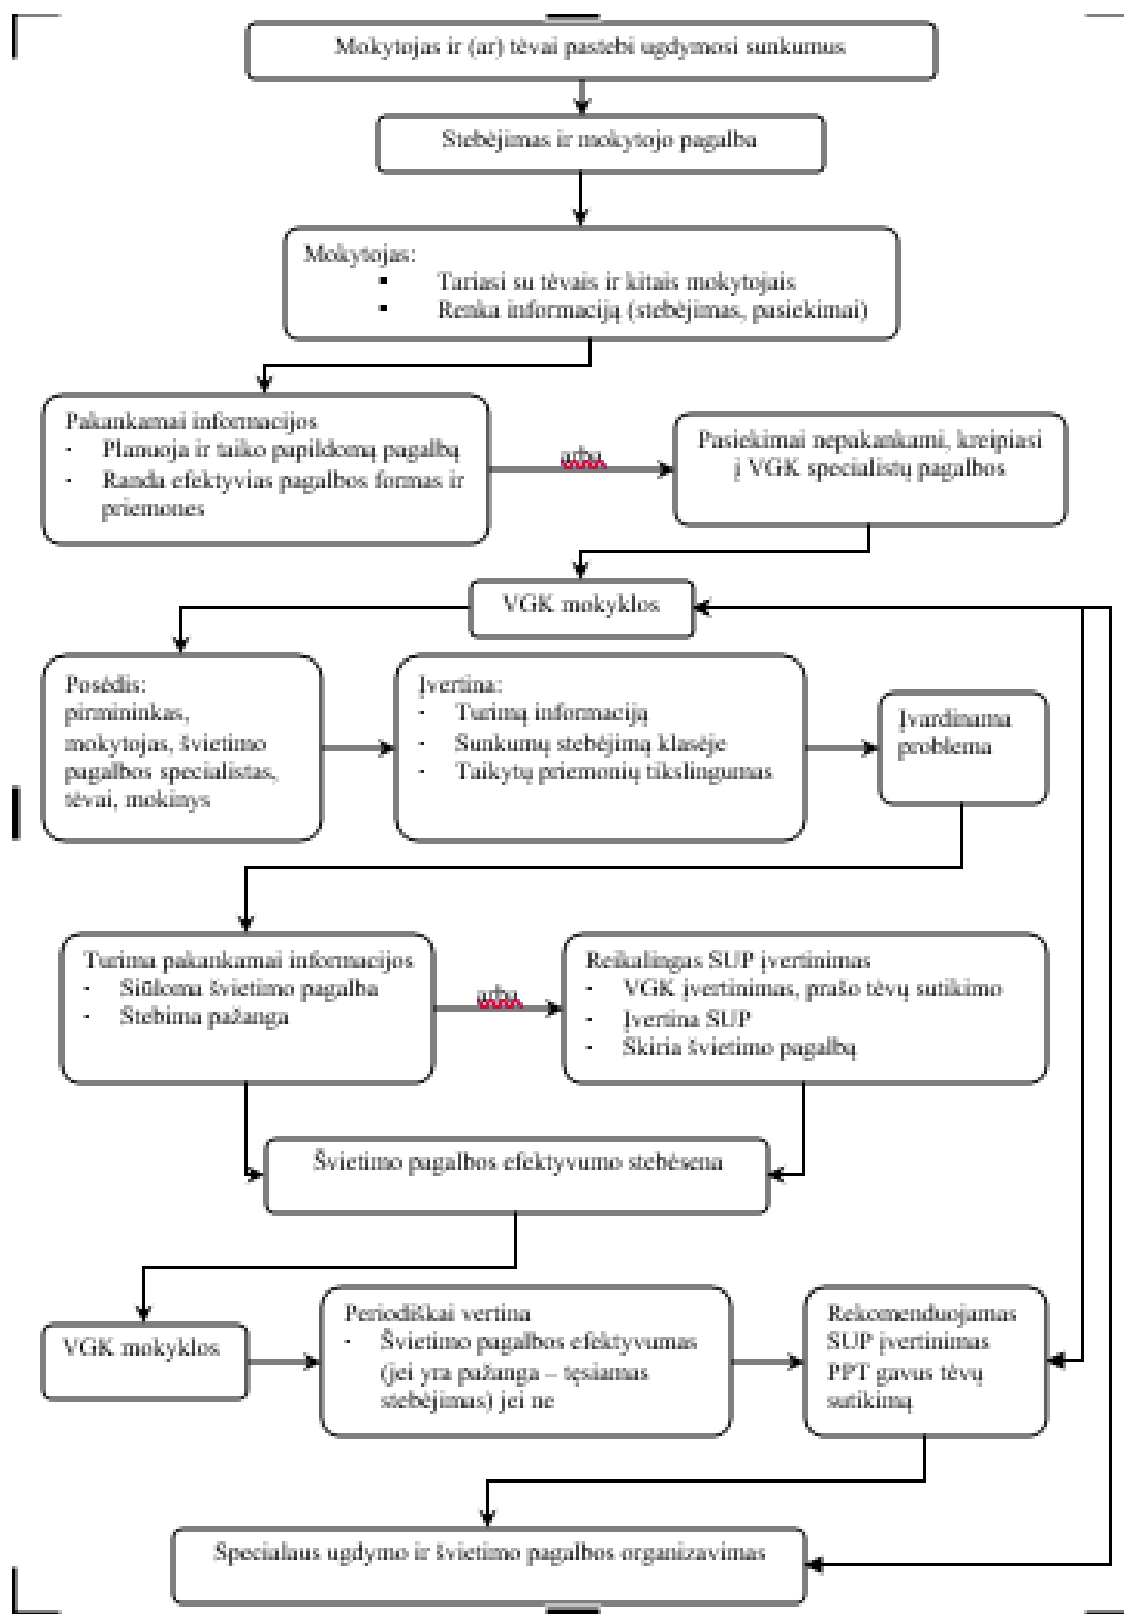 Mokytojas ir (ar) tėvai pastebi ugdymosi sunkumus
Stebėjimas ir mokytojo pagalba
Mokytojas:
▪ Tariasi su tėvais ir kitais mokytojais
▪ Renka informaciją (stebėjimas, pasiekimai)
Pakankamai informacijos
- Planuoja ir taiko papildomą pagalbą
- Randa efektyvias pagalbos formas ir
priemones
arba
Pasiekimai nepakankami, kreipiasi
į VGK specialistų pagalbos
VGK mokyklos
Posėdis:
pirmininkas,
mokytojas, švietimo
pagalbos specialistas,
tėvai, mokinys
Įvertina:
- Turimą informaciją
- Sunkumų stebėjimą klasėje
- Taikytų priemonių tikslingumas
Įvardinama
problema
Turima pakankamai informacijos
- Siūloma švietimo pagalba
- Stebima pažanga
arba
Reikalingas SUP įvertinimas
- VGK įvertinimas, prašo tėvų sutikimo
- Įvertina SUP
- Skiria švietimo pagalbą
Švietimo pagalbos efektyvumo stebėsena
VGK mokyklos
Periodiškai vertina
- Švietimo pagalbos efektyvumas
(jei yra pažanga – tęsiamas
stebėjimas) jei ne
Rekomenduojamas
SUP įvertinimas
PPT gavus tėvų
sutikimą
Specialaus ugdymo ir švietimo pagalbos organizavimas